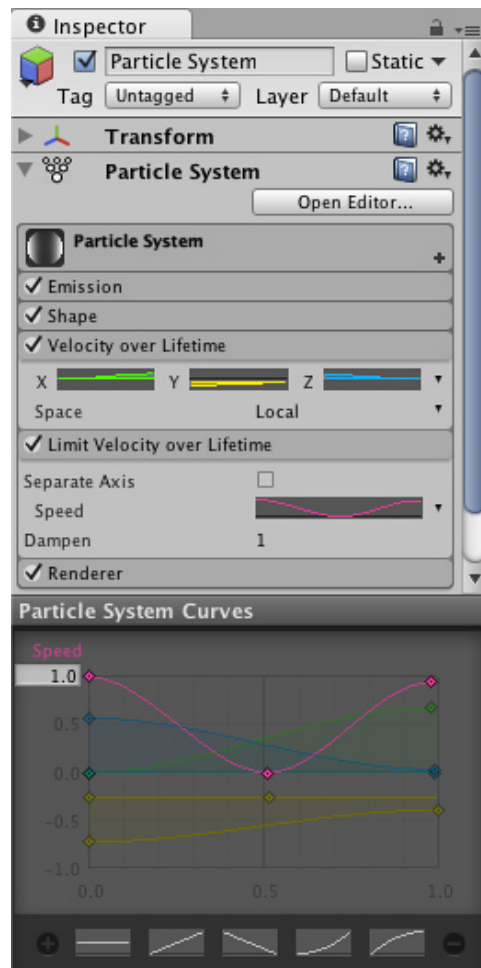 Inspector
Particle System Static
Tag Untagged Layer Default
Transform
Particle System
Open Editor...
Particle System
Emission
Shape
Velocity over Lifetime
X Y Z
Space Local
Limit Velocity over Lifetime
Separate Axis
Speed
Dampen 1
Renderer
Particle System Curves
Speed
1.0
0.5
0.0
-0.5
-1.0
0.0 0.5 1.0